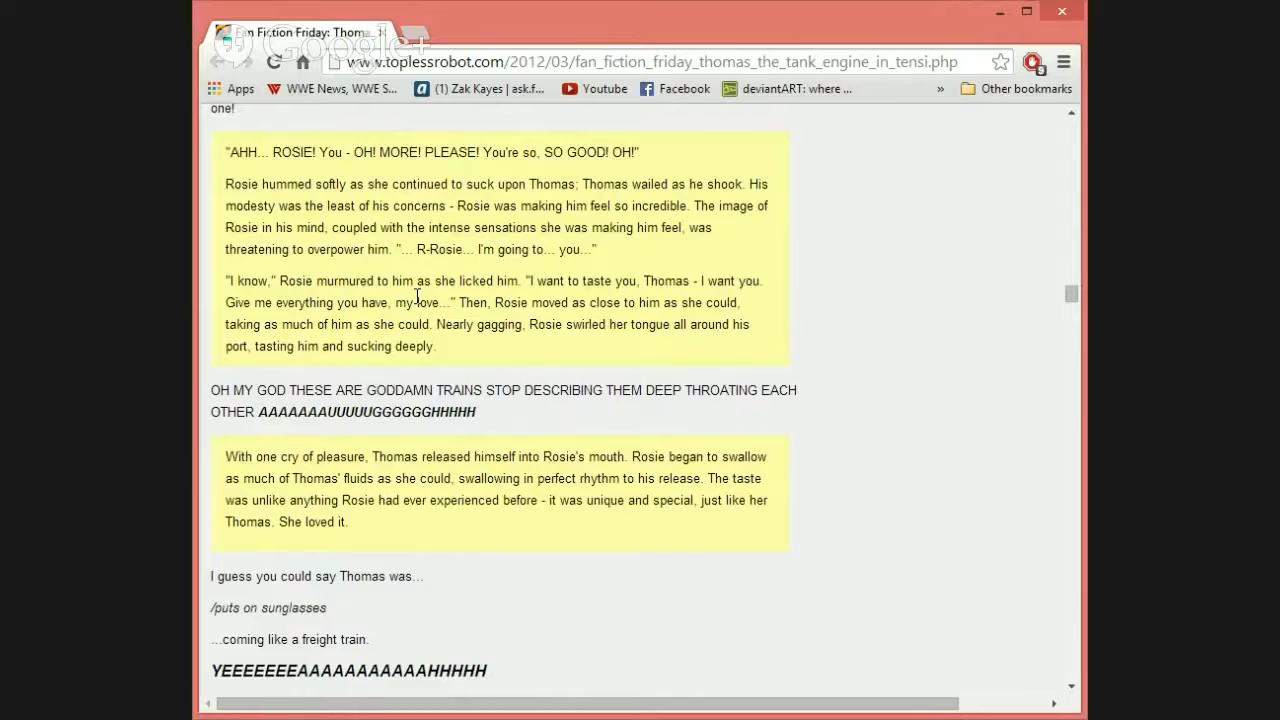 Fan Fiction Friday: Thoma
Google+
www.toplessrobot.com/2012/03/fan_fiction_friday_thomas_the_tank_engine_in_tensi.php
9
Apps WWE News, WWE S... (1) Zak Kayes | ask.f... Youtube Facebook deviantART: where ... » Other bookmarks
one!
"AHH... ROSIE! You - OH! MORE! PLEASE! You're so, SO GOOD! OH!"
Rosie hummed softly as she continued to suck upon Thomas; Thomas wailed as he shook. His
modesty was the least of his concerns - Rosie was making him feel so incredible. The image of
Rosie in his mind, coupled with the intense sensations she was making him feel, was
threatening to overpower him. "... R-Rosie... I'm going to... you..."
"I know," Rosie murmured to him as she licked him. "I want to taste you, Thomas - I want you.
Give me everything you have, my love..." Then, Rosie moved as close to him as she could,
taking as much of him as she could. Nearly gagging, Rosie swirled her tongue all around his
port, tasting him and sucking deeply.
OH MY GOD THESE ARE GODDAMN TRAINS STOP DESCRIBING THEM DEEP THROATING EACH
OTHER AAAAAAAUUUUUGGGGGGHHHHH
With one cry of pleasure, Thomas released himself into Rosie's mouth. Rosie began to swallow
as much of Thomas' fluids as she could, swallowing in perfect rhythm to his release. The taste
was unlike anything Rosie had ever experienced before - it was unique and special, just like her
Thomas. She loved it.
I guess you could say Thomas was...
/puts on sunglasses
...coming like a freight train.
YEEEEEEEAAAAAAAAAAAHHHHH